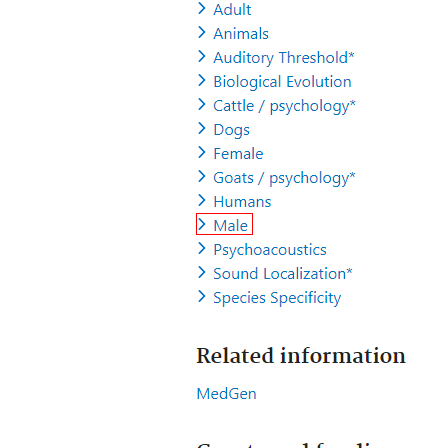 Adult
Animals
Auditory Threshold*
Biological Evolution
Cattle / psychology*
Dogs
Female
Goats / psychology*
Humans
Male
Psychoacoustics
Sound Localization*
Species Specificity
Related information
MedGen